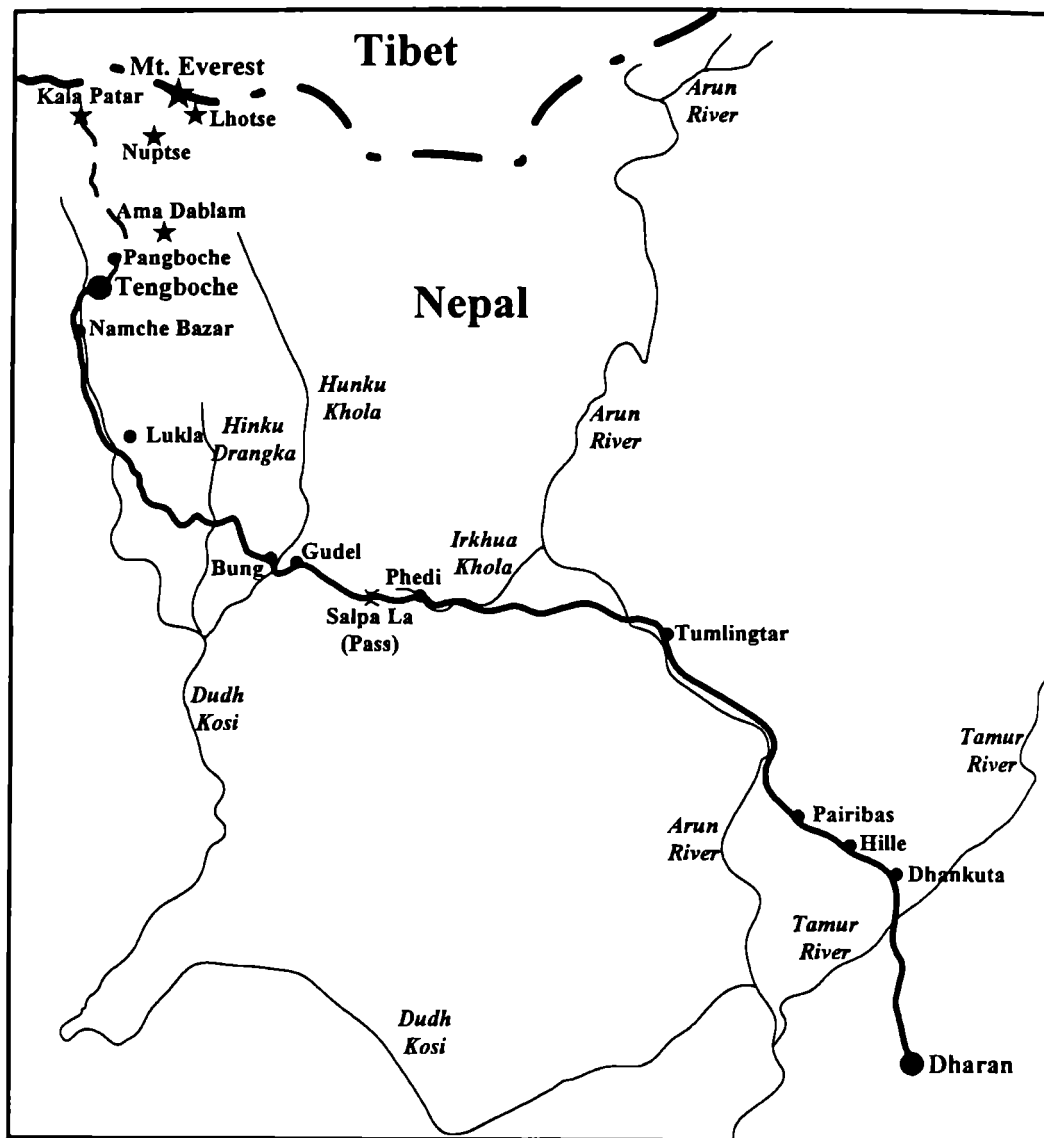 Tibet
Mt. Everest
Kala Patar
Lhotse
Nuptse
Arun
River
Ama Dablam
Pangboche
Tengboche
Nepal
Namche Bazar
Hunku
Khola
Hinku
Drangka
Lukla
Arun
River
Irkhua
Khola
Bung
Gudel
Phedi
Salpa La
(Pass)
Tumlingtar
Dudh
Kosi
Tamur
River
Pairibas
Arun
River
Hille
Dhankuta
Tamur
River
Dudh
Kosi
Dharan